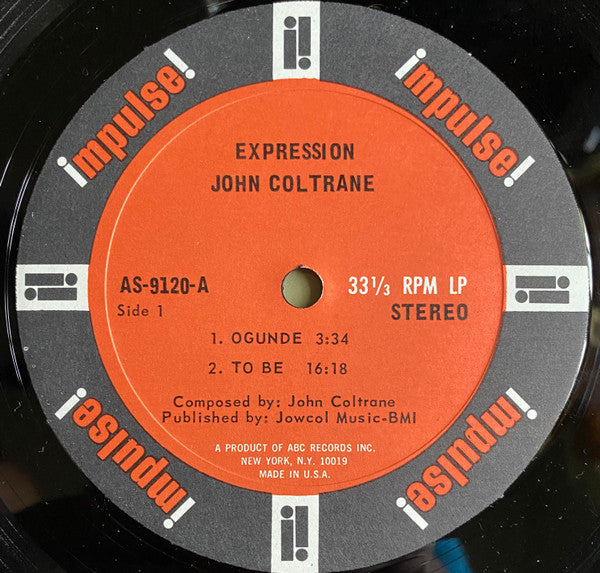 impulse!
impulse!
EXPRESSION
JOHN COLTRANE
AS-9120-A
33 1/3 RPM LP
Side 1
STEREO
1. OGUNDE 3:34
2. TO BE 16:18
Composed by: John Coltrane
Published by: Jowcol Music-BMI
A PRODUCT OF ABC RECORDS INC.
NEW YORK, N.Y. 10019
MADE IN U.S.A.
impulse!
impulse!